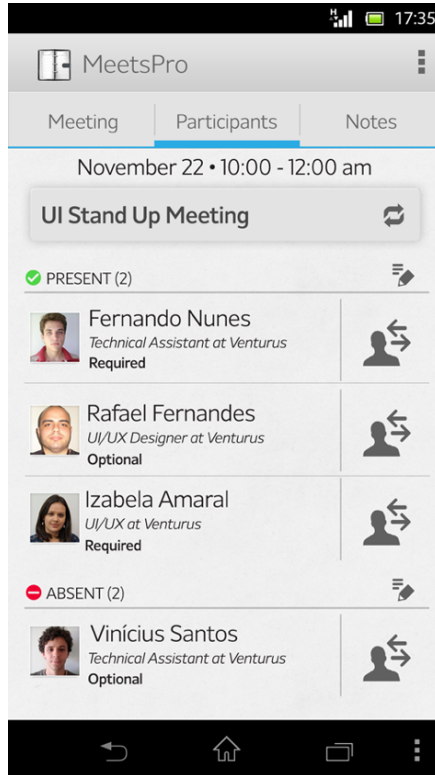 H
17:35
MeetsPro
Meeting
Participants
Notes
November 22 • 10:00 - 12:00 am
UI Stand Up Meeting
PRESENT (2)
Fernando Nunes
Technical Assistant at Venturus
Required
Rafael Fernandes
UI/UX Designer at Venturus
Optional
Izabela Amaral
UI/UX at Venturus
Required
ABSENT (2)
Vinícius Santos
Technical Assistant at Venturus
Optional